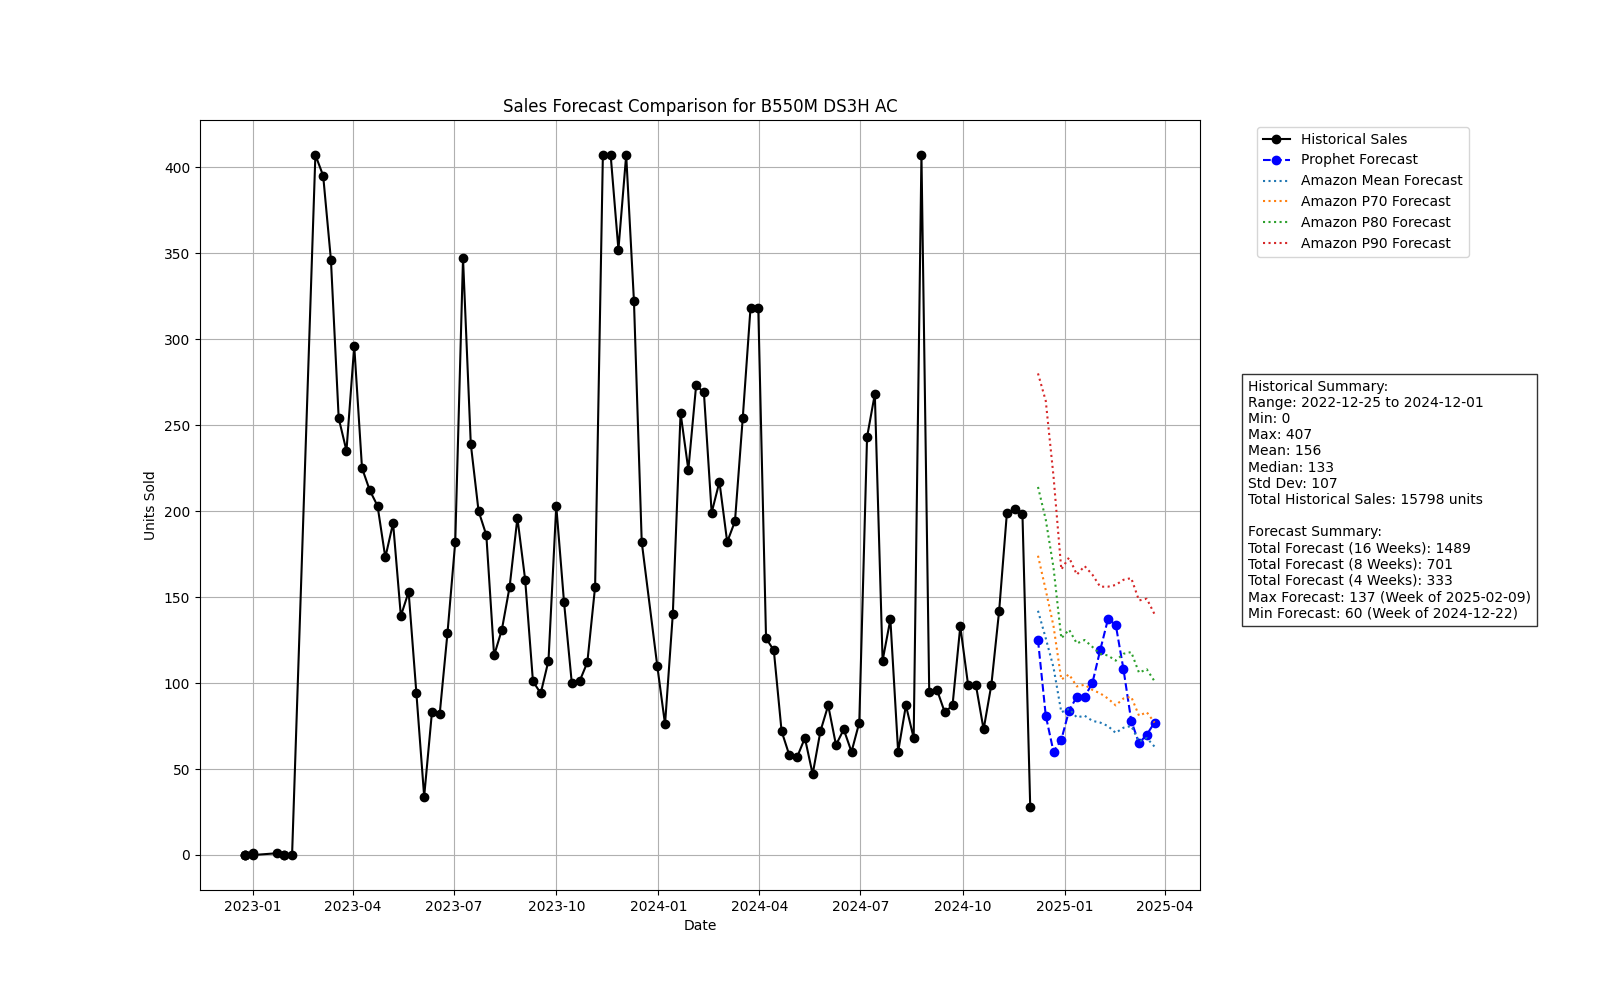 Sales Forecast Comparison for B550M DS3H AC
Units Sold
400
350
300
250
200
150
100
50
0
2023-01
2023-04
2023-07
2023-10
2024-01
2024-04
2024-07
2024-10
2025-01
2025-04
Date
Historical Sales
Prophet Forecast
Amazon Mean Forecast
Amazon P70 Forecast
Amazon P80 Forecast
Amazon P90 Forecast
Historical Summary:
Range: 2022-12-25 to 2024-12-01
Min: 0
Max: 407
Mean: 156
Median: 133
Std Dev: 107
Total Historical Sales: 15798 units
Forecast Summary:
Total Forecast (16 Weeks): 1489
Total Forecast (8 Weeks): 701
Total Forecast (4 Weeks): 333
Max Forecast: 137 (Week of 2025-02-09)
Min Forecast: 60 (Week of 2024-12-22)